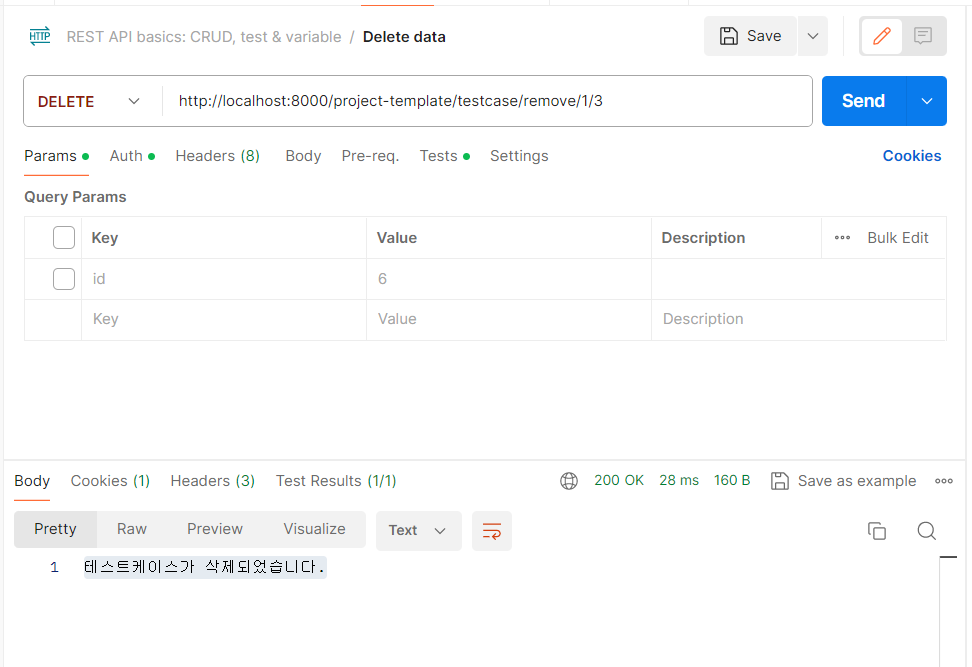 HTTP REST API basics: CRUD, test & variable / Delete data Save
DELETE http://localhost:8000/project-template/testcase/remove/1/3 Send
Params Auth Headers (8) Body Pre-req. Tests Settings Cookies
Query Params
Key Value Description Bulk Edit
id 6
Key Value Description
Body Cookies (1) Headers (3) Test Results (1/1) 200 OK 28 ms 160 B Save as example
Pretty Raw Preview Visualize Text
1 테스트케이스가 삭제되었습니다.